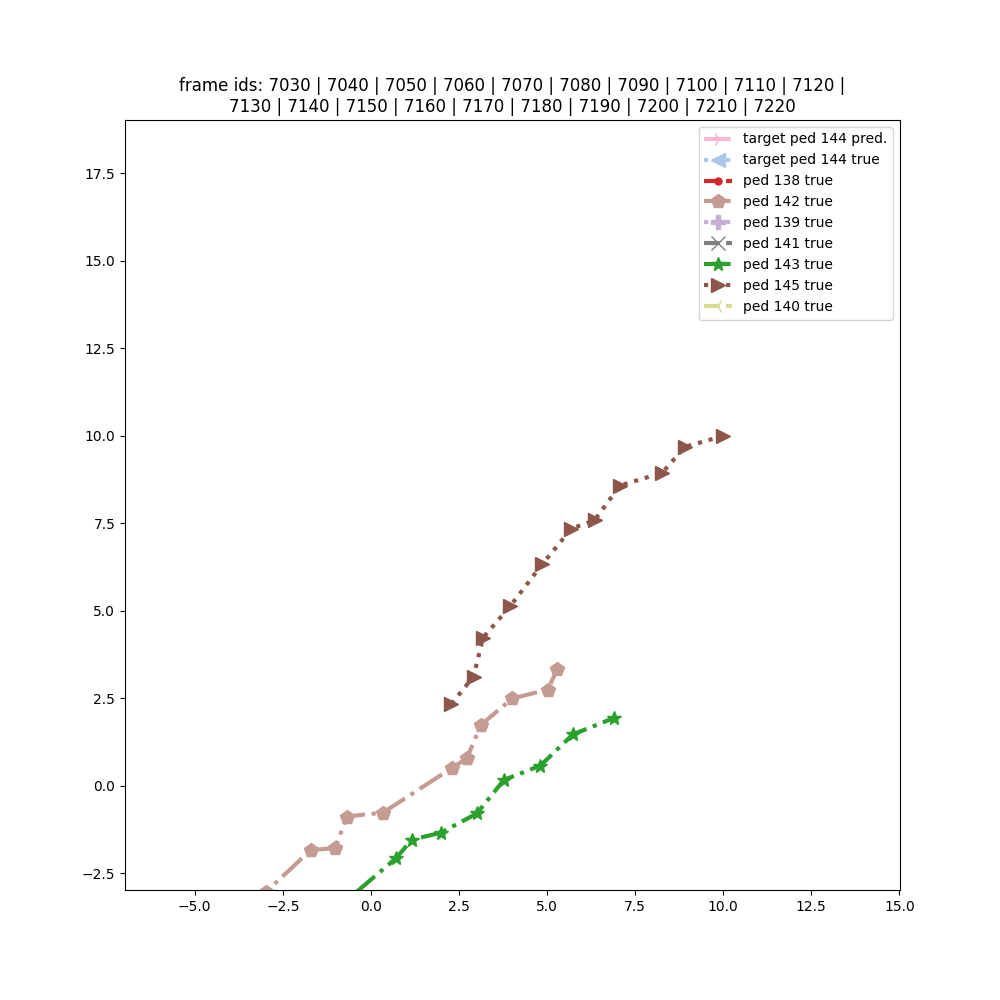 frame ids: 7030 | 7040 | 7050 | 7060 | 7070 | 7080 | 7090 | 7100 | 7110 | 7120 |
7130 | 7140 | 7150 | 7160 | 7170 | 7180 | 7190 | 7200 | 7210 | 7220
target ped 144 pred.
target ped 144 true
ped 138 true
ped 142 true
ped 139 true
ped 141 true
ped 143 true
ped 145 true
ped 140 true
17.5
15.0
12.5
10.0
7.5
5.0
2.5
0.0
−2.5
−5.0 −2.5 0.0 2.5 5.0 7.5 10.0 12.5 15.0